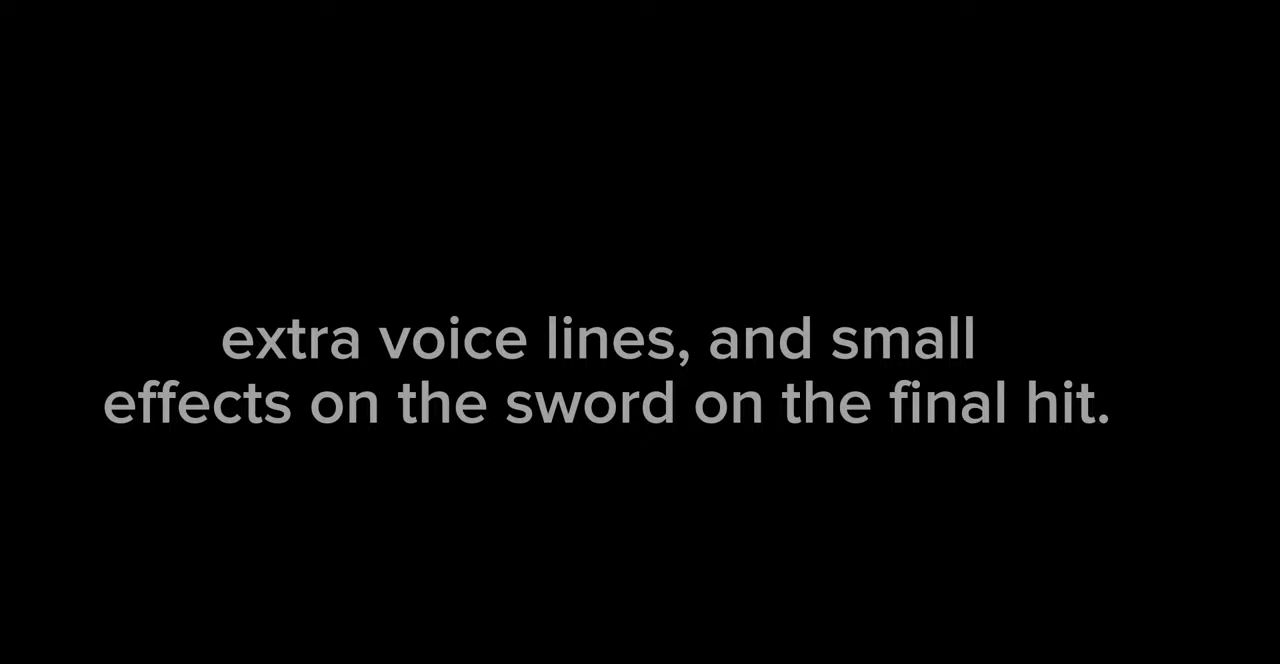 extra voice lines, and small
effects on the sword on the final hit.